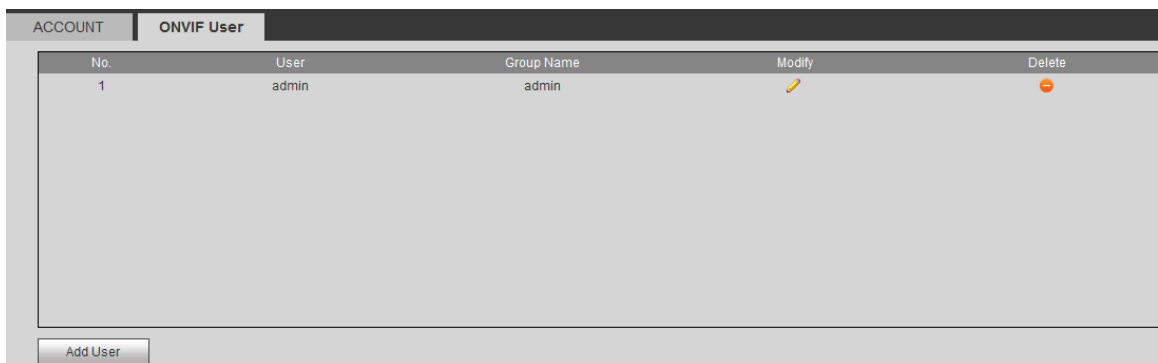 ACCOUNT ONVIF User
No. User Group Name Modify Delete
1 admin admin
Add User